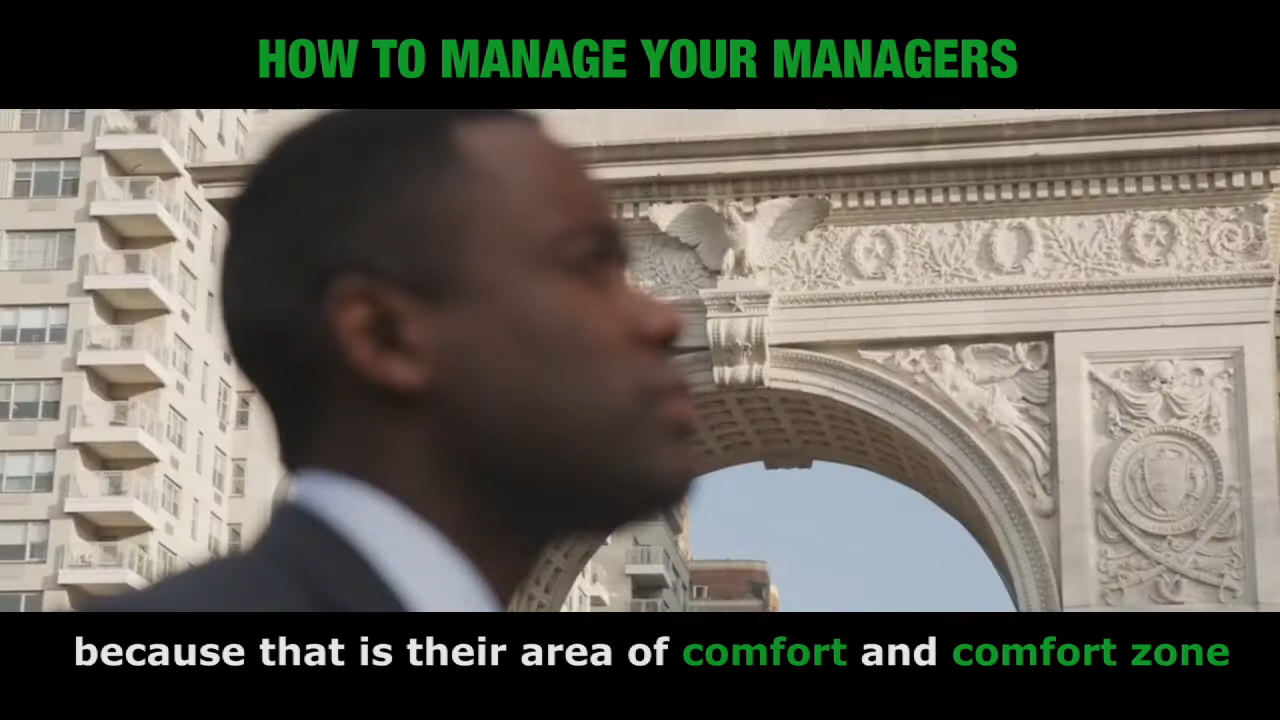 HOW TO MANAGE YOUR MANAGERS
because that is their area of comfort and comfort zone